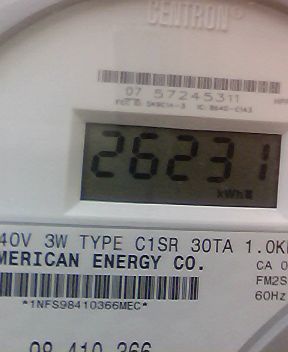 CENTRON®
07 57245311
26231
kWh
40V 3W TYPE C1SR 30TA 1.0K
MERICAN ENERGY CO.
CA 0
FM2S
60Hz
*1NFS98410366MEC*
98 410 366